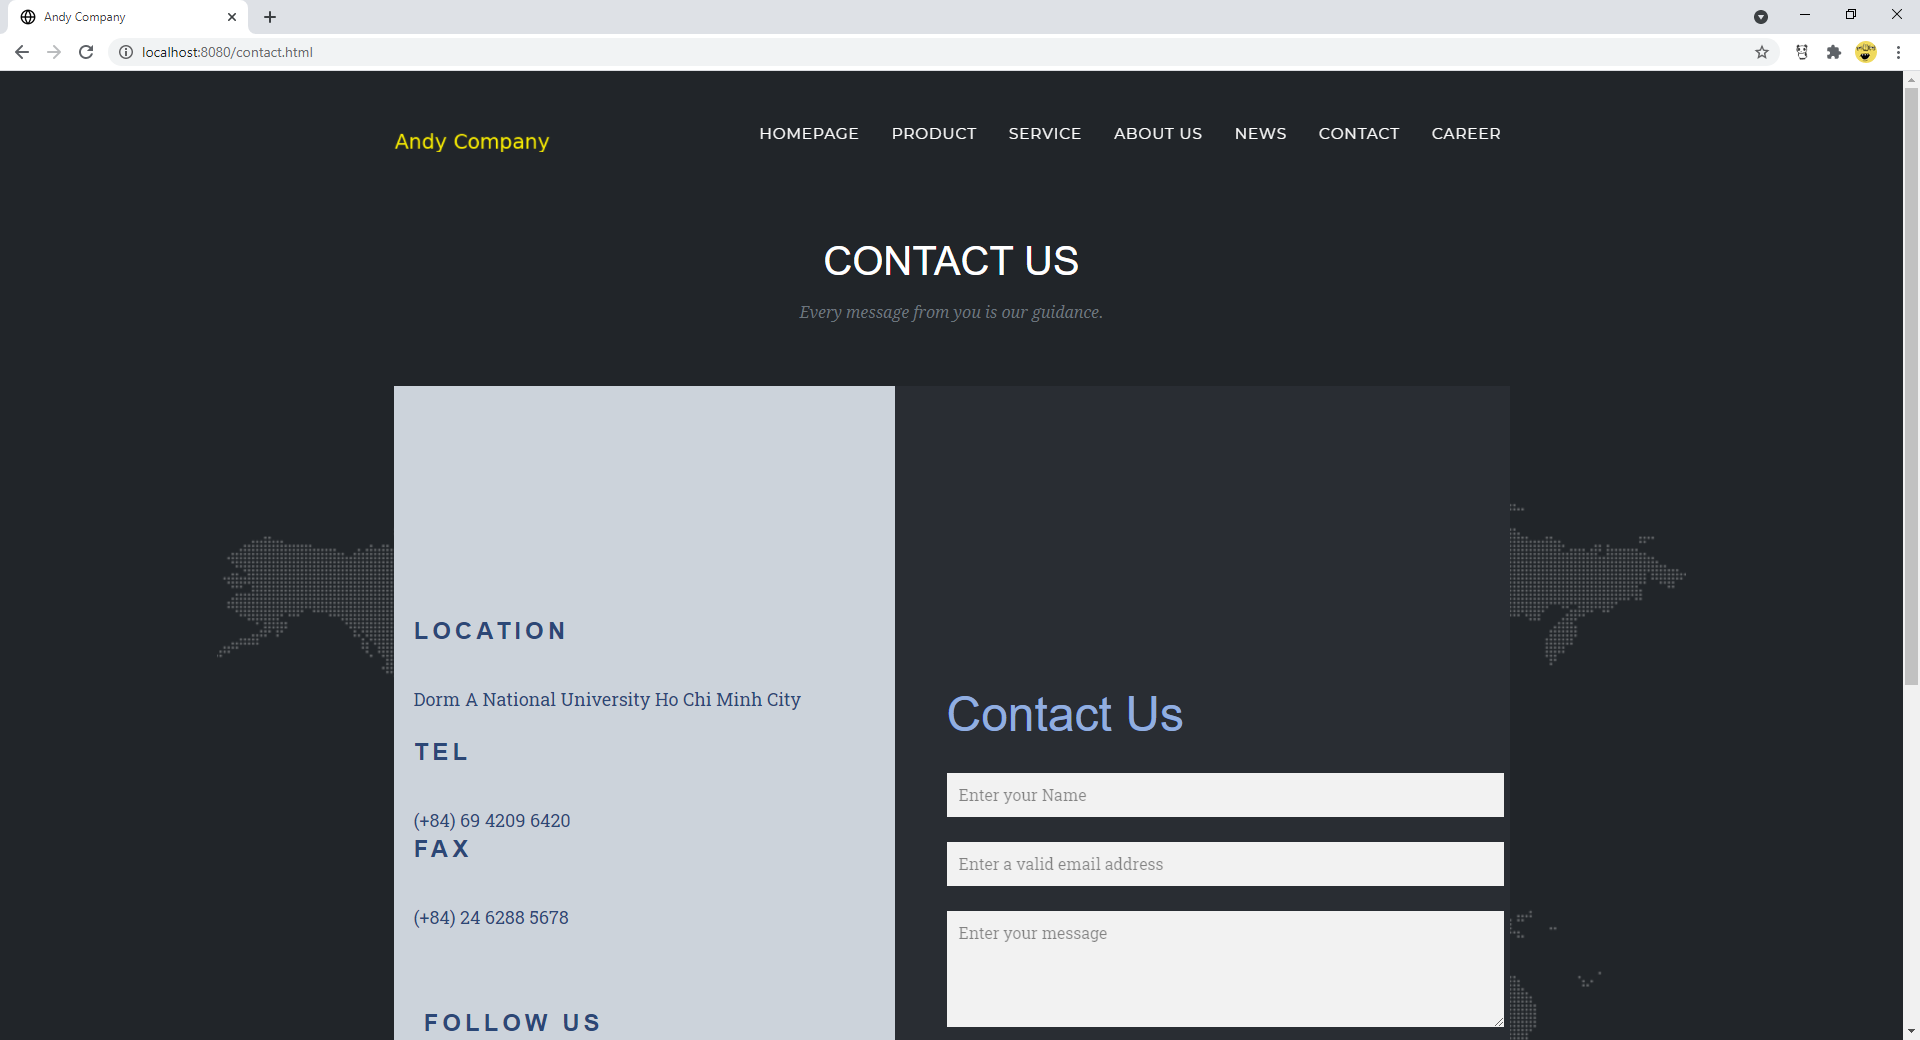 Andy Company
localhost:8080/contact.html
Andy Company
HOMEPAGE PRODUCT SERVICE ABOUT US NEWS CONTACT CAREER
CONTACT US
Every message from you is our guidance.
LOCATION
Dorm A National University Ho Chi Minh City
TEL
(+84) 69 4209 6420
FAX
(+84) 24 6288 5678
FOLLOW US
Contact Us
Enter your Name
Enter a valid email address
Enter your message